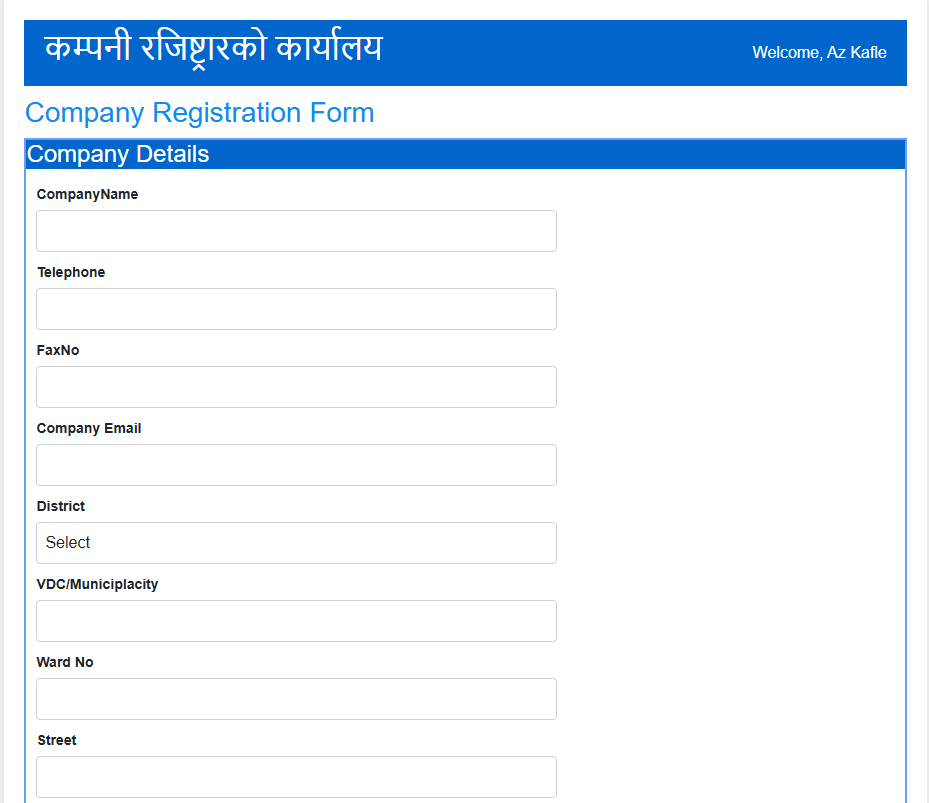 कम्पनी रजिष्ट्रारको कार्यालय
Welcome, Az Kafle
Company Registration Form
Company Details
CompanyName
Telephone
FaxNo
Company Email
District
Select
VDC/Municiplacity
Ward No
Street